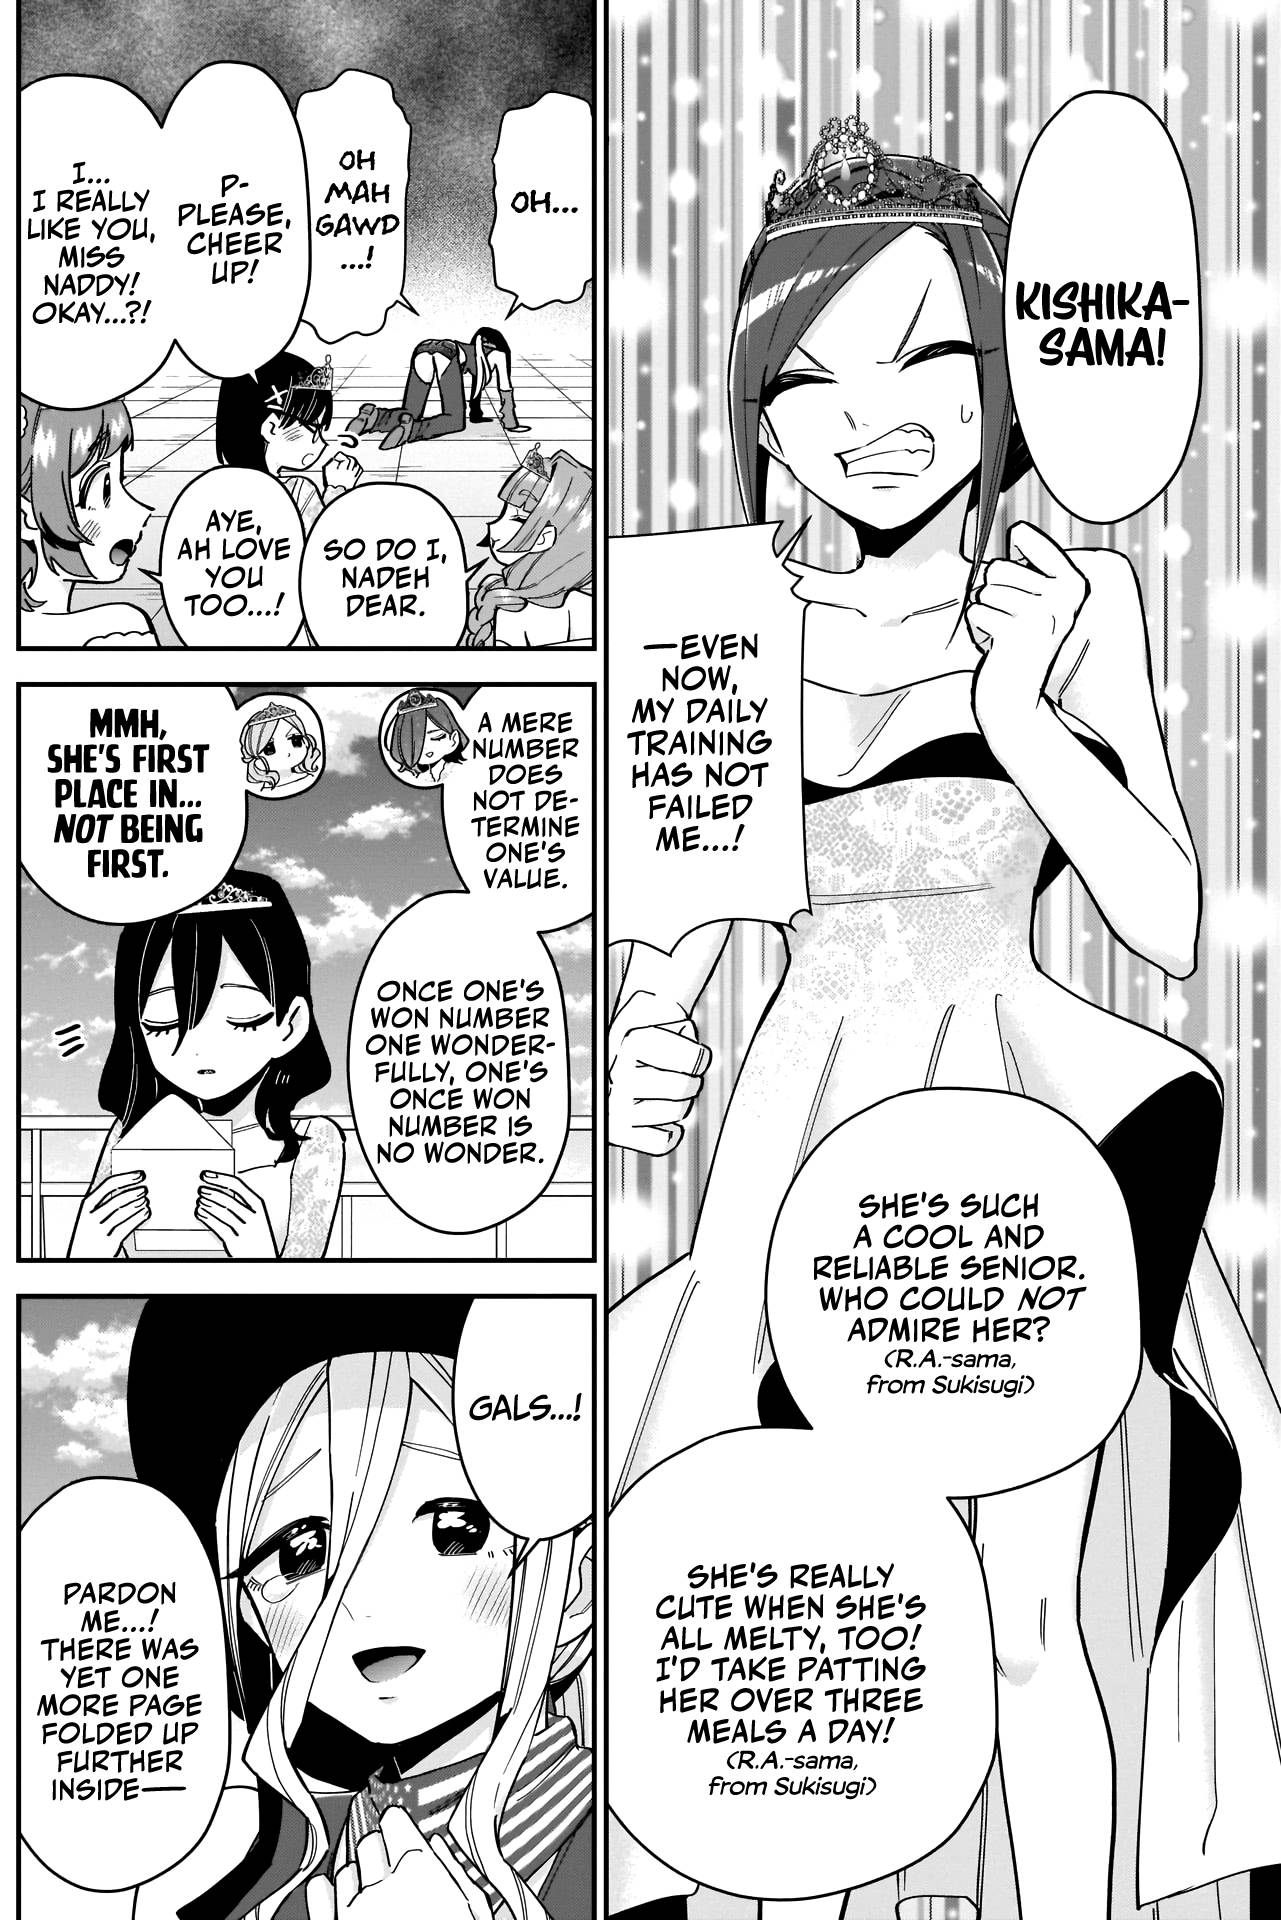 KISHIKA-
SAMA!
—EVEN
NOW,
MY DAILY
TRAINING
HAS NOT
FAILED
ME...!
SHE'S SUCH
A COOL AND
RELIABLE SENIOR.
WHO COULD NOT
ADMIRE HER?
(R.A.-sama,
from Sukisugi)
SHE'S REALLY
CUTE WHEN SHE'S
ALL MELTY, TOO!
I'D TAKE PATTING
HER OVER THREE
MEALS A DAY!
(R.A.-sama,
from Sukisugi)
OH...
OH
MAH
GAWD
...!
P-
PLEASE,
CHEER
UP!
I...
I REALLY
LIKE YOU,
MISS
NADDY!
OKAY...?!
SO DO I,
NADEH
DEAR.
AYE,
AH LOVE
YOU
TOO...!
A MERE
NUMBER
DOES
NOT DE-
TERMINE
ONE'S
VALUE.
MMH,
SHE'S FIRST
PLACE IN...
NOT BEING
FIRST.
ONCE ONE'S
WON NUMBER
ONE WONDER-
FULLY, ONE'S
ONCE WON
NUMBER IS
NO WONDER.
GALS...!
PARDON
ME...!
THERE WAS
YET ONE
MORE PAGE
FOLDED UP
FURTHER
INSIDE—